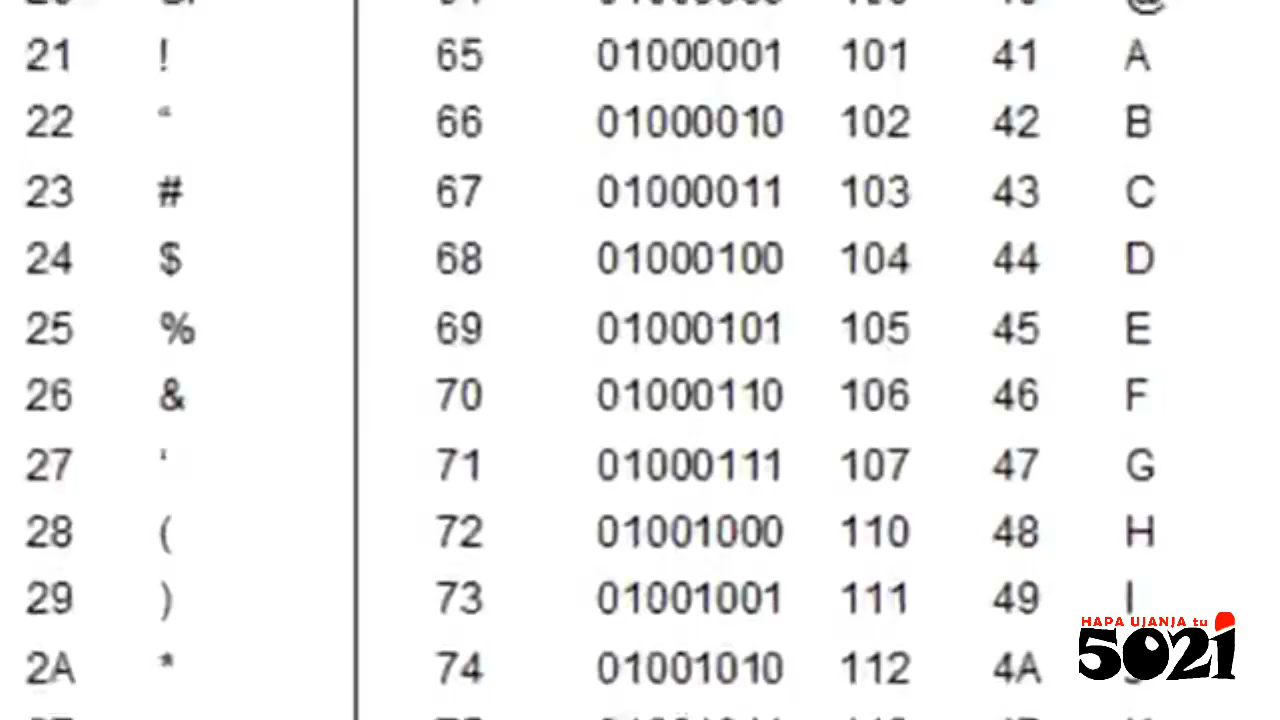 21 ! 65 01000001 101 41 A
22 “ 66 01000010 102 42 B
23 # 67 01000011 103 43 C
24 $ 68 01000100 104 44 D
25 % 69 01000101 105 45 E
26 & 70 01000110 106 46 F
27 ' 71 01000111 107 47 G
28 ( 72 01001000 110 48 H
29 ) 73 01001001 111 49 I
2A * 74 01001010 112 4A
HAPA UJANJA tu
5021